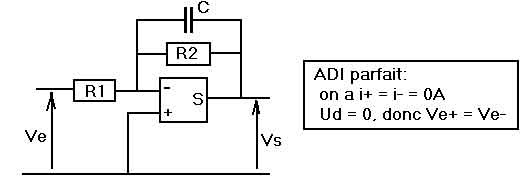 C
R2
R1
-
+
S
Ve
Vs
ADI parfait:
on a i+ = i- = 0A
Ud = 0, donc Ve+ = Ve-